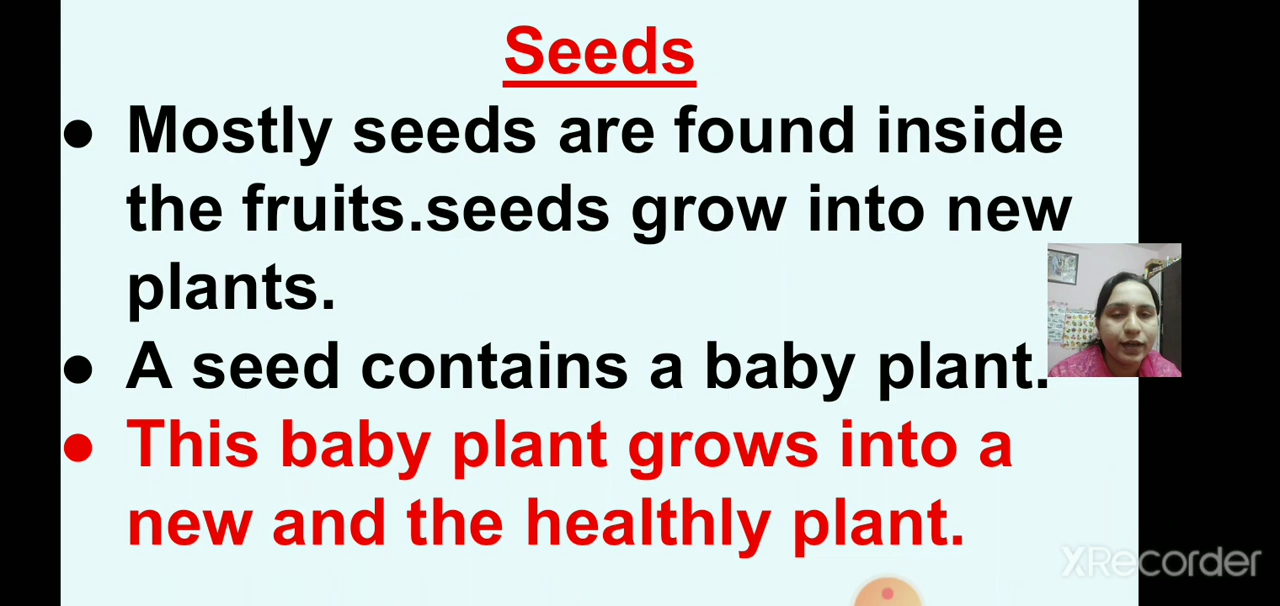 Seeds
● Mostly seeds are found inside
the fruits.seeds grow into new
plants.
● A seed contains a baby plant.
● This baby plant grows into a
new and the healthly plant.
XRecorder